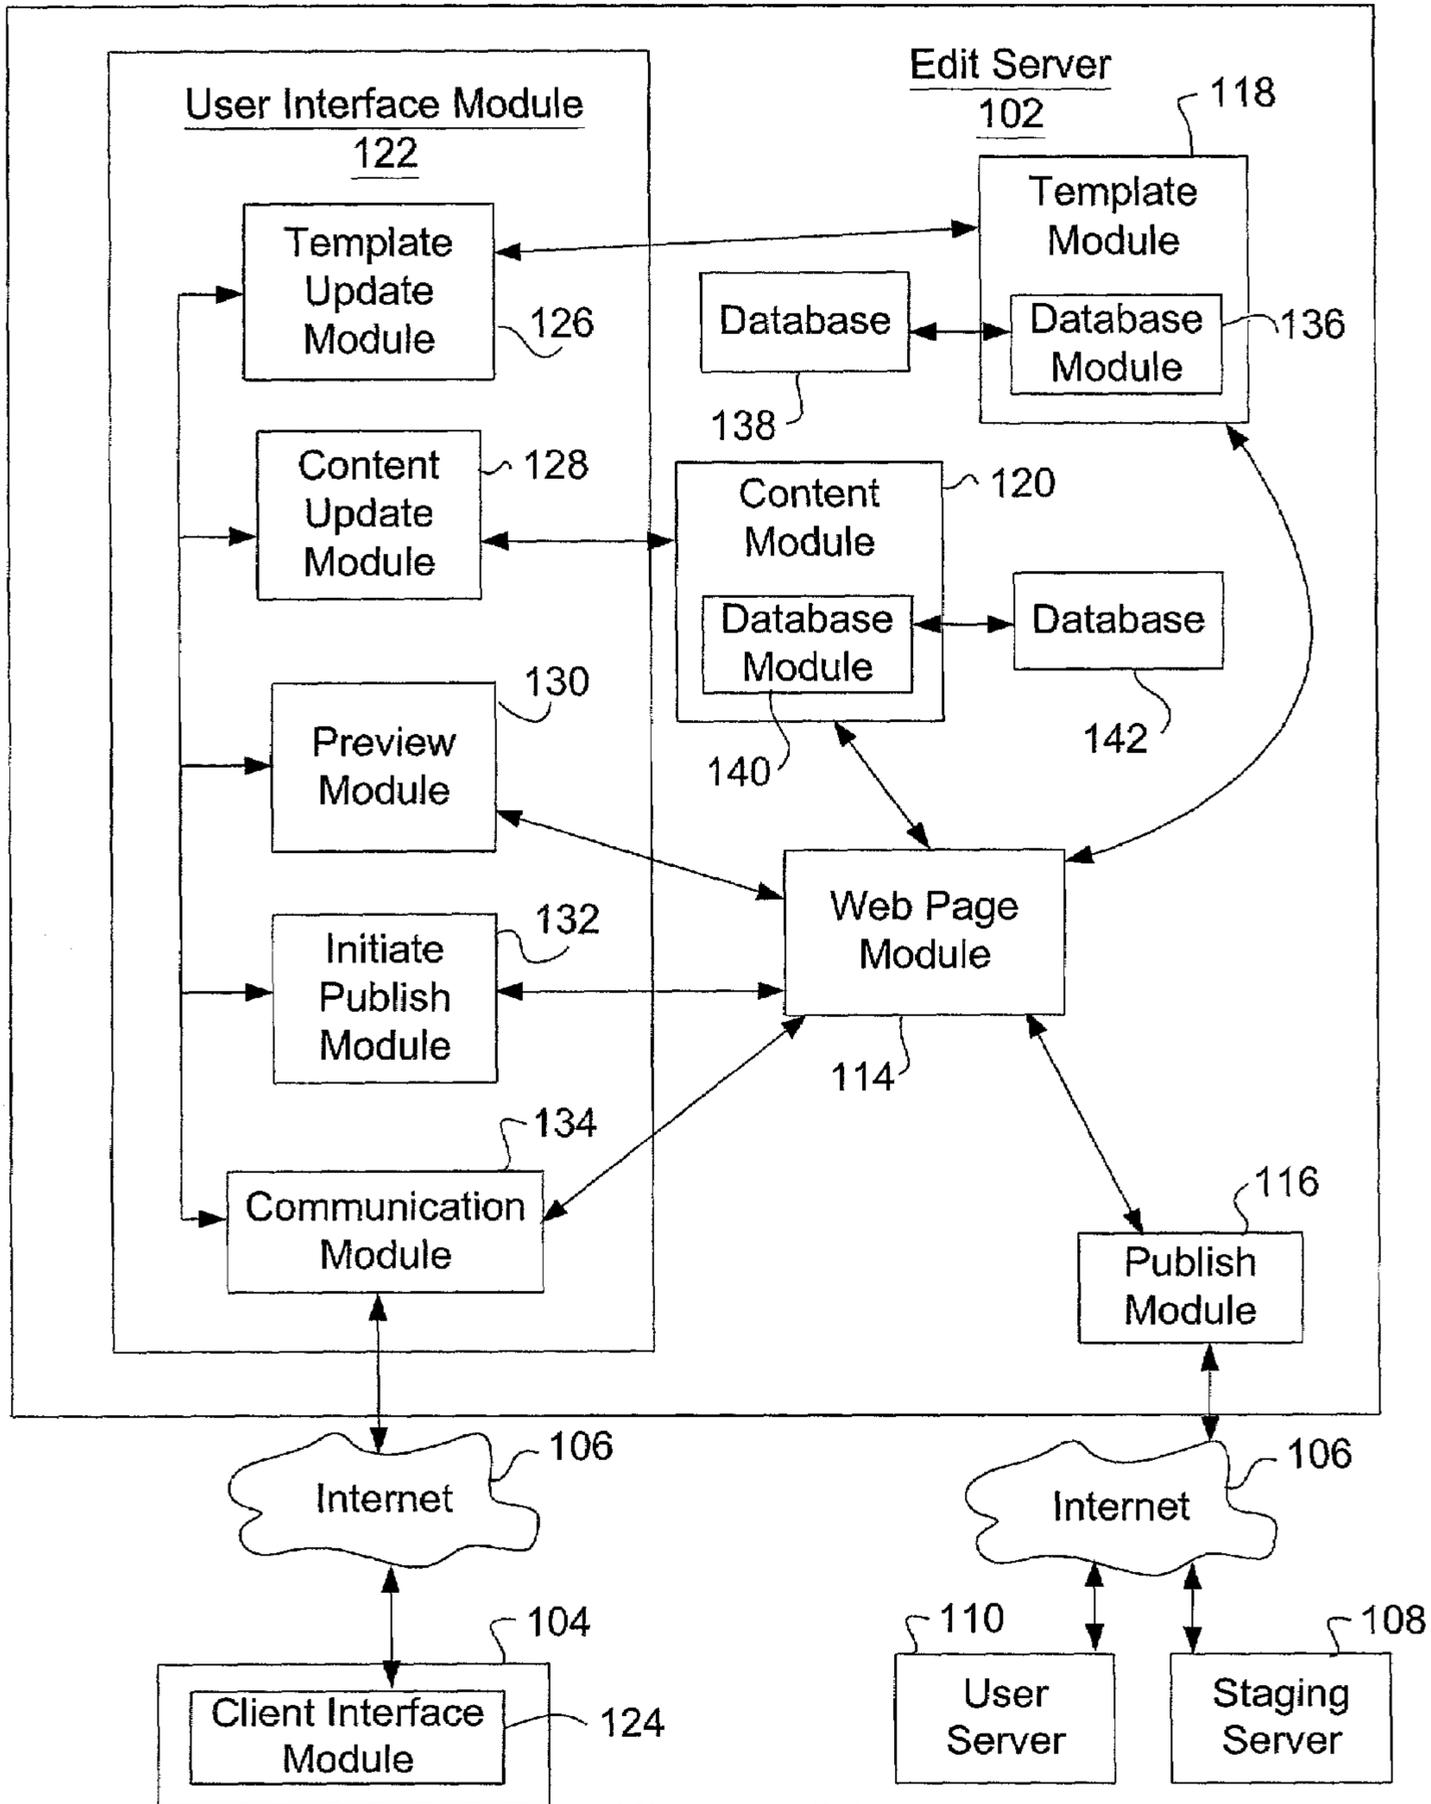 Edit Server
102
118
User Interface Module
122
Template
Module
Template
Update
Module
126
Database
138
Database
Module
136
Content
Update
Module
128
Content
Module
120
Database
Module
140
Database
142
130
Preview
Module
132
Initiate
Publish
Module
Web Page
Module
114
134
Communication
Module
116
Publish
Module
106
Internet
106
Internet
104
Client Interface
Module
124
110
User
Server
108
Staging
Server